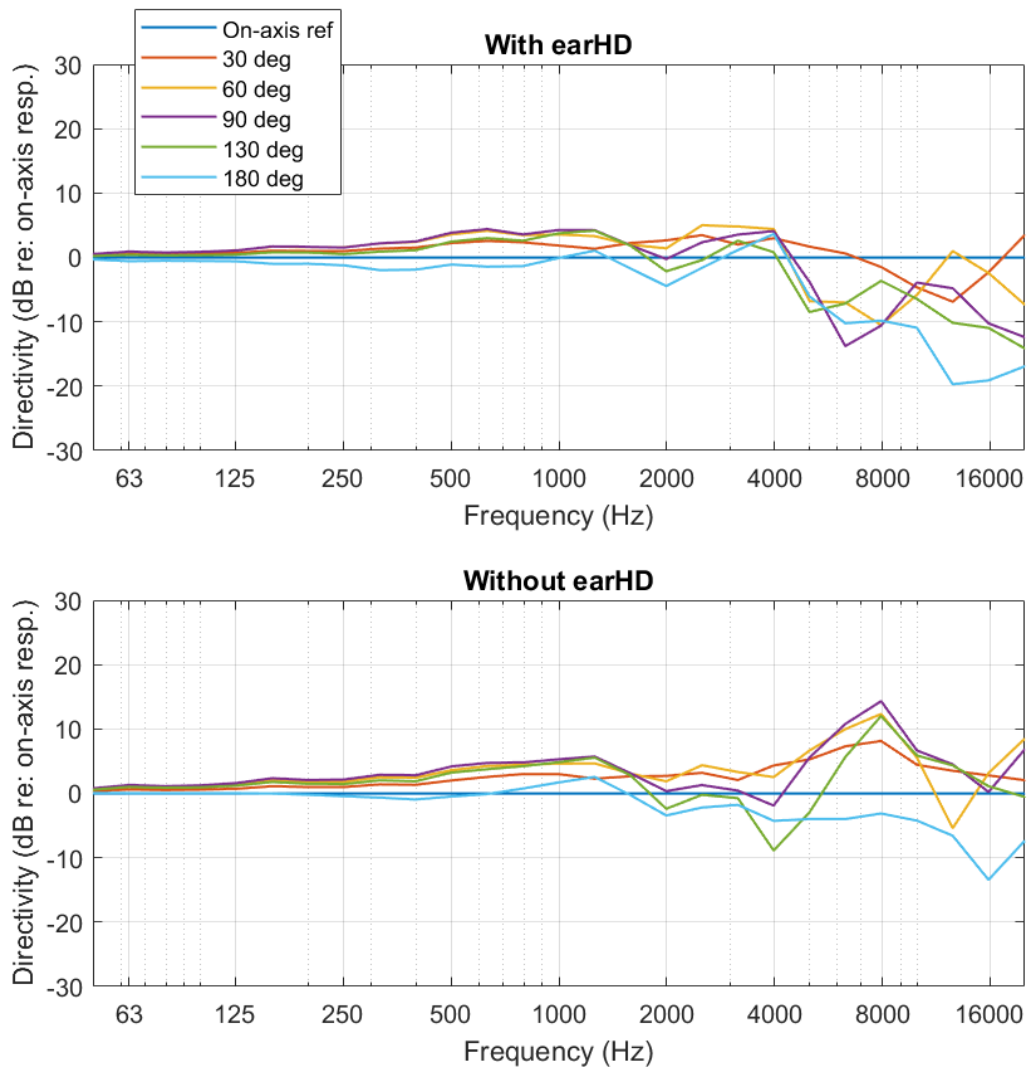 On-axis ref
30 deg
60 deg
90 deg
130 deg
180 deg
With earHD
Directivity (dB re: on-axis resp.)
30
20
10
0
-10
-20
-30
63 125 250 500 1000 2000 4000 8000 16000
Frequency (Hz)
Without earHD
Directivity (dB re: on-axis resp.)
30
20
10
0
-10
-20
-30
63 125 250 500 1000 2000 4000 8000 16000
Frequency (Hz)